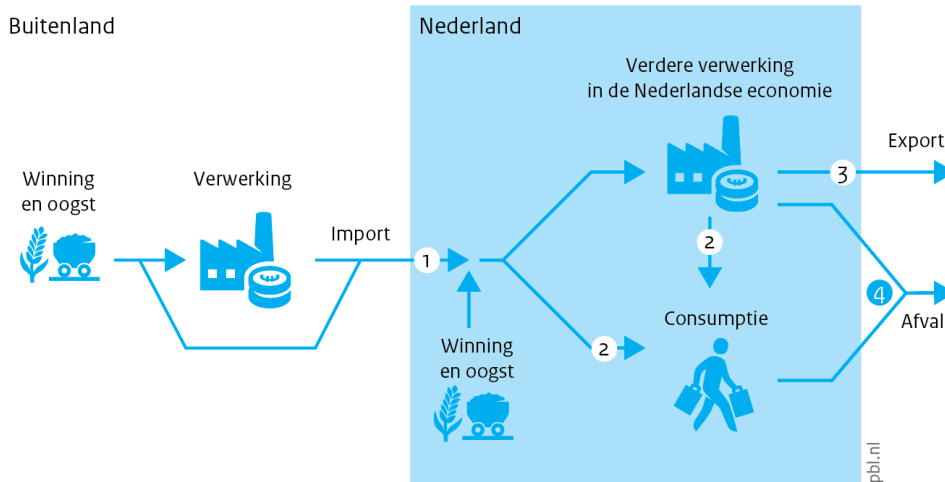 Buitenland
Nederland
Verdere verwerking
in de Nederlandse economie
Winning
en oogst
Verwerking
Import
Export
1
2
3
2
4
Consumptie
Afval
Winning
en oogst
pbl.nl